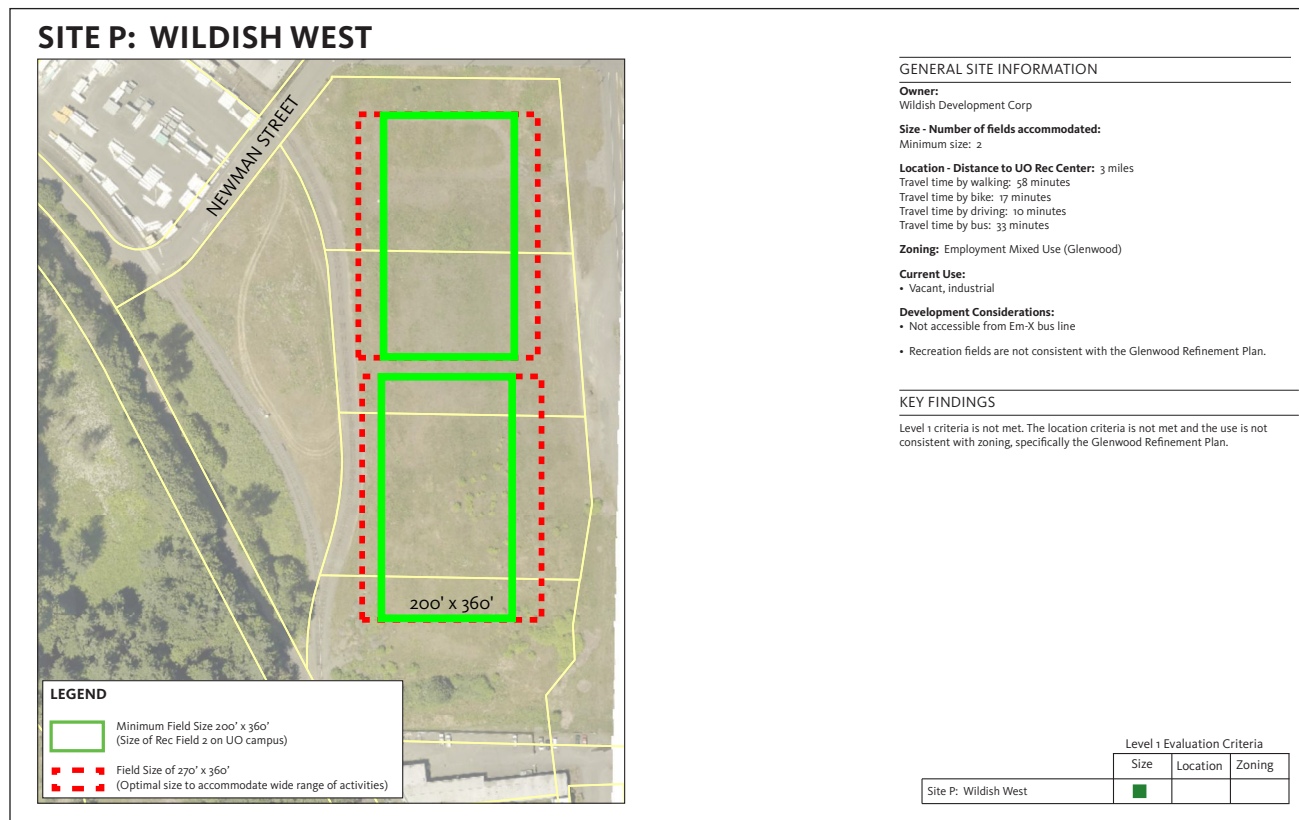 SITE P: WILDISH WEST
NEWMAN STREET
200' x 360'
LEGEND
Minimum Field Size 200' x 360'
(Size of Rec Field 2 on UO campus)
Field Size of 270' x 360'
(Optimal size to accommodate wide range of activities)
GENERAL SITE INFORMATION
Owner:
Wildish Development Corp
Size - Number of fields accommodated:
Minimum size: 2
Location - Distance to UO Rec Center: 3 miles
Travel time by walking: 58 minutes
Travel time by bike: 17 minutes
Travel time by driving: 10 minutes
Travel time by bus: 33 minutes
Zoning: Employment Mixed Use (Glenwood)
Current Use:
• Vacant, industrial
Development Considerations:
• Not accessible from Em-X bus line
• Recreation fields are not consistent with the Glenwood Refinement Plan.
KEY FINDINGS
Level 1 criteria is not met. The location criteria is not met and the use is not
consistent with zoning, specifically the Glenwood Refinement Plan.
Level 1 Evaluation Criteria
Size Location Zoning
Site P: Wildish West